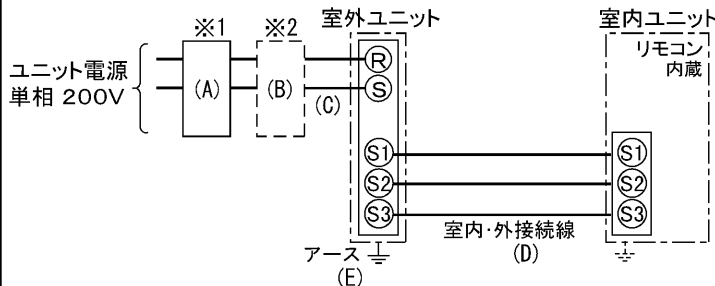 ※1
※2
室外ユニット
室内ユニット
リモコン
内蔵
ユニット電源
単相 200V
(A)
(B)
(C)
R
S
S1
S2
S3
S1
S2
S3
室内・外接続線
(D)
アース
(E)